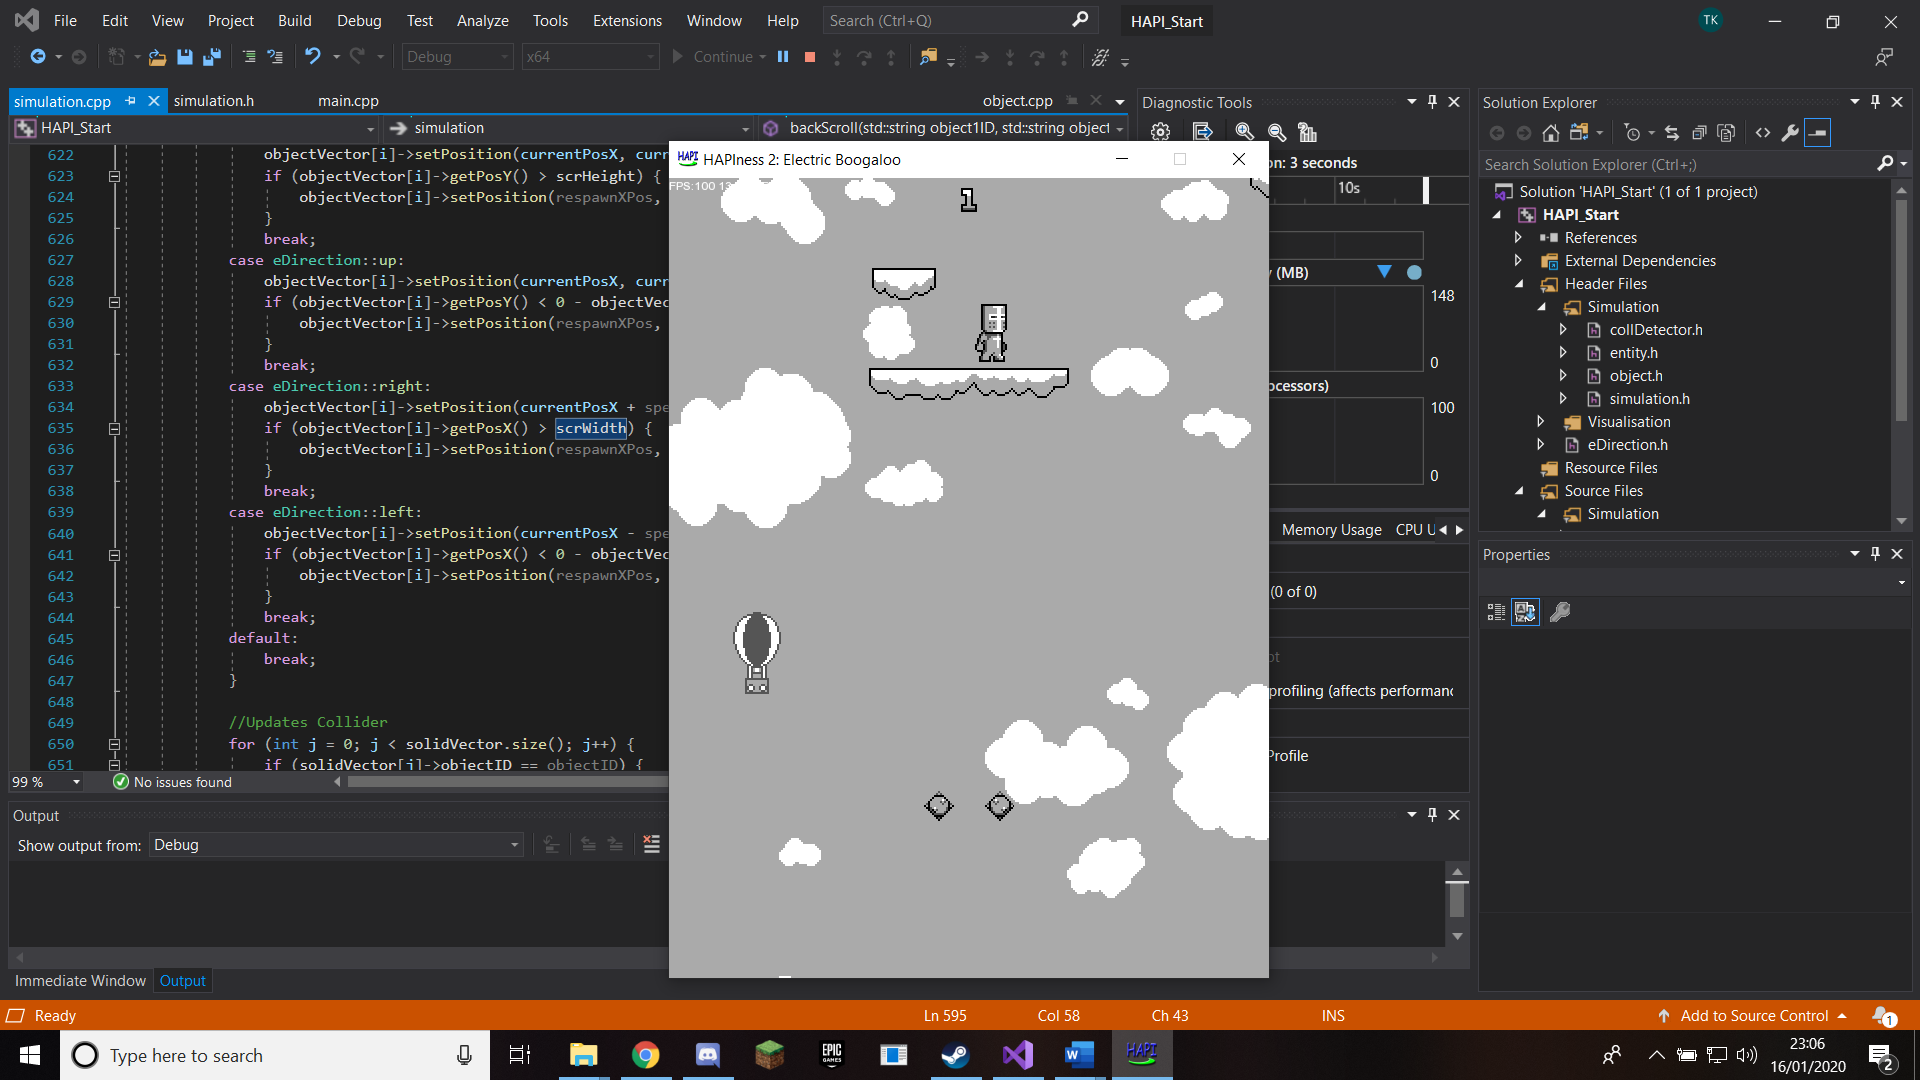 File Edit View Project Build Debug Test Analyze Tools Extensions Window Help Search (Ctrl+Q) HAPI_Start TK
Debug x64 Continue
simulation.cpp simulation.h main.cpp object.cpp
HAPI_Start simulation backScroll(std::string object1ID, std::string object
622 objectVector[i]->setPosition(currentPosX, curr
623 if (objectVector[i]->getPosY() > scrHeight) {
624 objectVector[i]->setPosition(respawnXPos,
625 }
626 break;
627 case eDirection::up:
628 objectVector[i]->setPosition(currentPosX, curr
629 if (objectVector[i]->getPosY() < 0 - objectVec
630 objectVector[i]->setPosition(respawnXPos,
631 }
632 break;
633 case eDirection::right:
634 objectVector[i]->setPosition(currentPosX + spe
635 if (objectVector[i]->getPosX() > scrWidth) {
636 objectVector[i]->setPosition(respawnXPos,
637 }
638 break;
639 case eDirection::left:
640 objectVector[i]->setPosition(currentPosX - spe
641 if (objectVector[i]->getPosX() < 0 - objectVec
642 objectVector[i]->setPosition(respawnXPos,
643 }
644 break;
645 default:
646 break;
647 }
648
649 //Updates Collider
650 for (int j = 0; j < solidVector.size(); j++) {
651 if (solidVector[j]->objectID == objectID) {
99 % No issues found
HAPI HAPIness 2: Electric Boogaloo
FPS:100 13
1
Diagnostic Tools
on: 3 seconds
10s
(MB)
148
0
ocessors)
100
0
Memory Usage CPU U
(0 of 0)
ot
profiling (affects performanc
Profile
Solution Explorer
Search Solution Explorer (Ctrl+;)
Solution 'HAPI_Start' (1 of 1 project)
HAPI_Start
References
External Dependencies
Header Files
Simulation
collDetector.h
entity.h
object.h
simulation.h
Visualisation
eDirection.h
Resource Files
Source Files
Simulation
Properties
Output
Show output from: Debug
Immediate Window Output
Ready Ln 595 Col 58 Ch 43 INS Add to Source Control 1
Type here to search EPIC GAMES W HAPI 23:06
16/01/2020 2